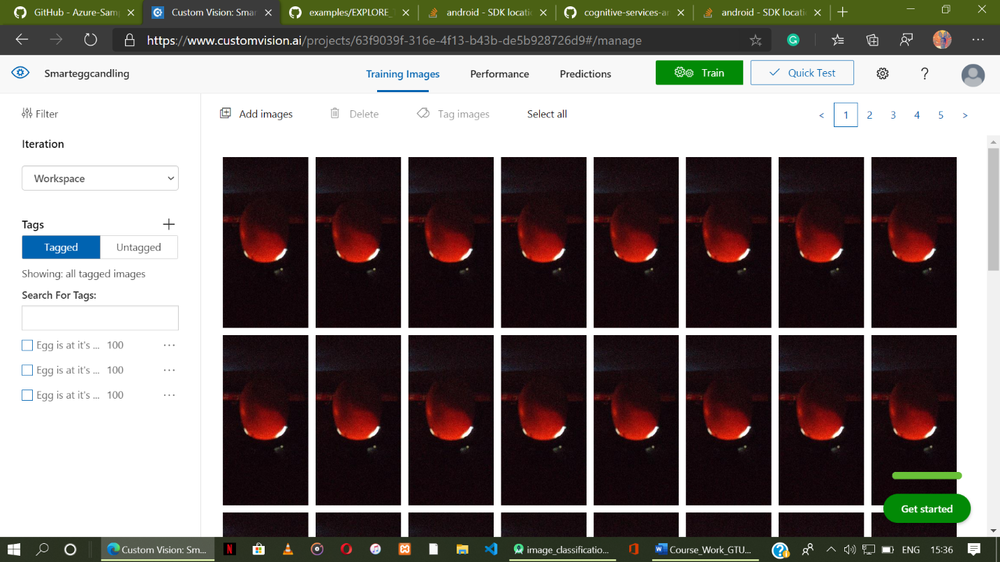 GitHub - Azure-Samp
Custom Vision: Smar
examples/EXPLORE_
android - SDK locatio
cognitive-services-an
android - SDK locatio
https://www.customvision.ai/projects/63f9039f-316e-4f13-b43b-de5b928726d9#/manage
Smarteggcandling
Training Images
Performance
Predictions
Train
Quick Test
?
Filter
Add images
Delete
Tag images
Select all
< 1 2 3 4 5 >
Iteration
Workspace
Tags
Tagged
Untagged
Showing: all tagged images
Search For Tags:
Egg is at it's ... 100
Egg is at it's ... 100
Egg is at it's ... 100
Get started
Custom Vision: Sm...
image_classificatio...
Course_Work_GTU...
ENG
15:36